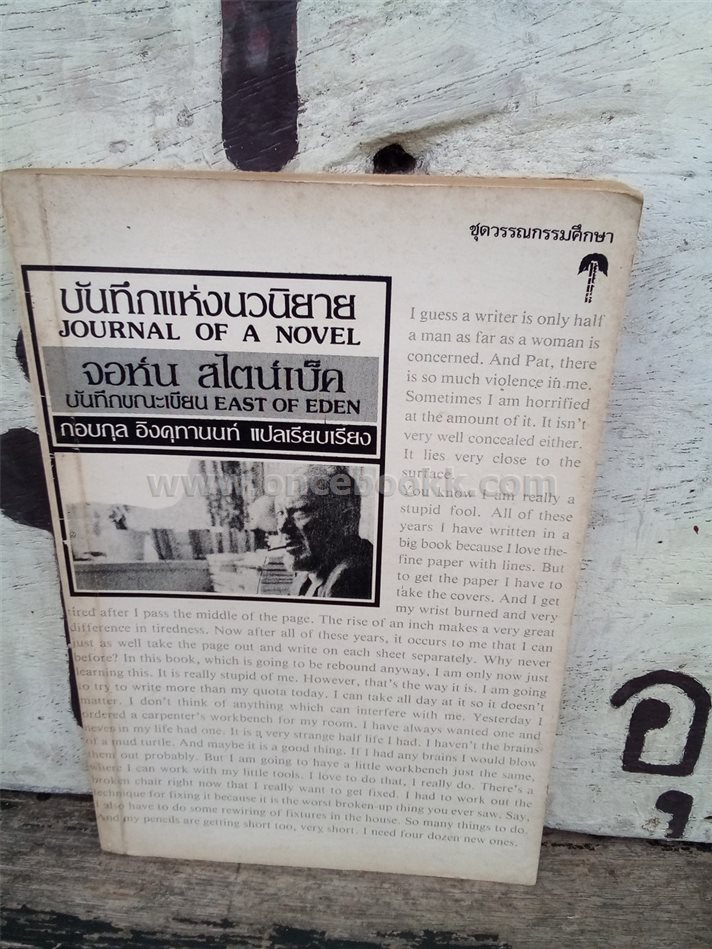 ชุดวรรณกรรมศึกษา
บันทึกแห่งนวนิยาย
JOURNAL OF A NOVEL
จอห์น สไตน์เบ็ค
บันทึกขณะเขียน EAST OF EDEN
กอบกุล อิงคุทานนท์ แปลเรียบเรียง
I guess a writer is only half
a man as far as a woman is
concerned. And Pat, there
is so much violence in me.
Sometimes I am horrified
at the amount of it. It isn't
very well concealed either.
It lies very close to the
surface.
You know I am really a
stupid fool. All of these
years I have written in a
big book because I love the
fine paper with lines. But
to get the paper I have to
take the covers. And I get
my wrist burned and very
tired after I pass the middle of the page. The rise of an inch makes a very great
difference in tiredness. Now after all of these years, it occurs to me that I can
just as well take the page out and write on each sheet separately. Why never
before? In this book, which is going to be rebound anyway, I am only now just
learning this. It is really stupid of me. However, that's the way it is. I am going
to try to write more than my quota today. I can take all day at it so it doesn't
matter. I don't think of anything which can interfere with me. Yesterday I
ordered a carpenter's workbench for my room. I have always wanted one and
never in my life had one. It is a very strange half life I had. I haven't the brains
of a mud turtle. And maybe it is a good thing. If I had any brains I would blow
them out probably. But I am going to have a little workbench just the same,
where I can work with my little tools. I love to do that, I really do. There's a
broken chair right now that I really want to get fixed. I had to work out the
technique for fixing it because it is the worst broken-up thing you ever saw. Say,
I also have to do some rewiring of fixtures in the house. So many things to do.
And my pencils are getting short too, very short. I need four dozen new ones.
www.oncebookk.com
อุ